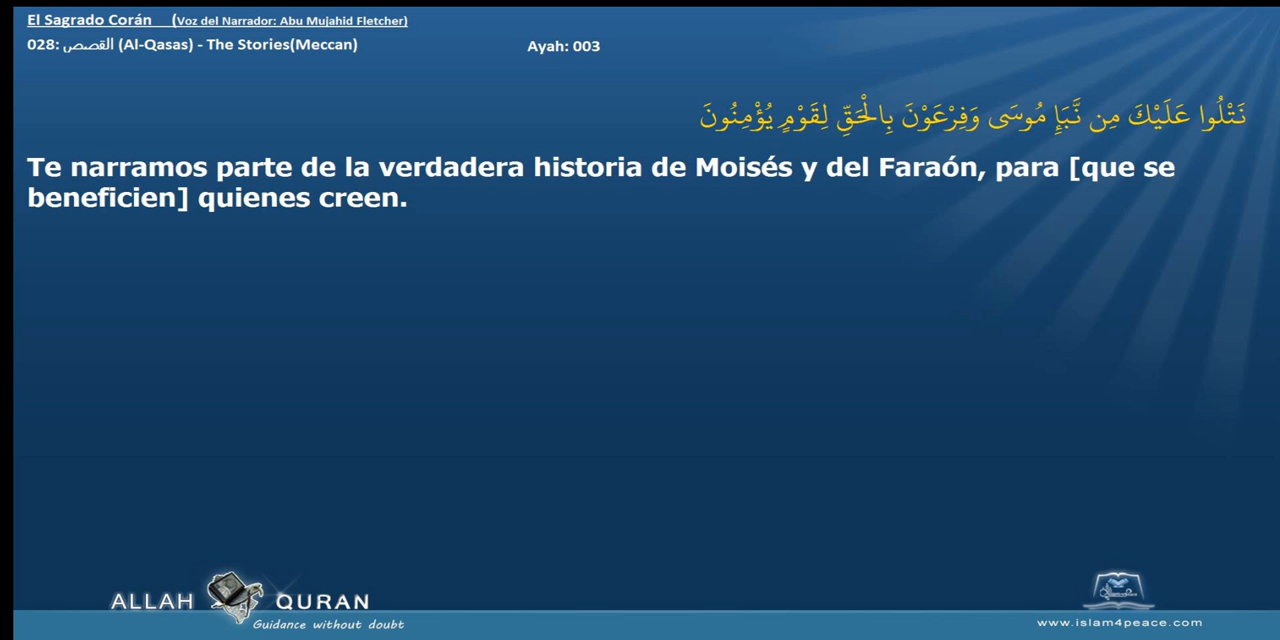 El Sagrado Corán (Voz del Narrador: Abu Mujahid Fletcher)
028: القصص (Al-Qasas) - The Stories(Meccan) Ayah: 003
نَتْلُوا عَلَيْكَ مِن نَّبَإِ مُوسَى وَفِرْعَوْنَ بِالْحَقِّ لِقَوْمٍ يُؤْمِنُونَ
Te narramos parte de la verdadera historia de Moisés y del Faraón, para [que se
beneficien] quienes creen.
ALLAH QURAN
Guidance without doubt
www.islam4peace.com